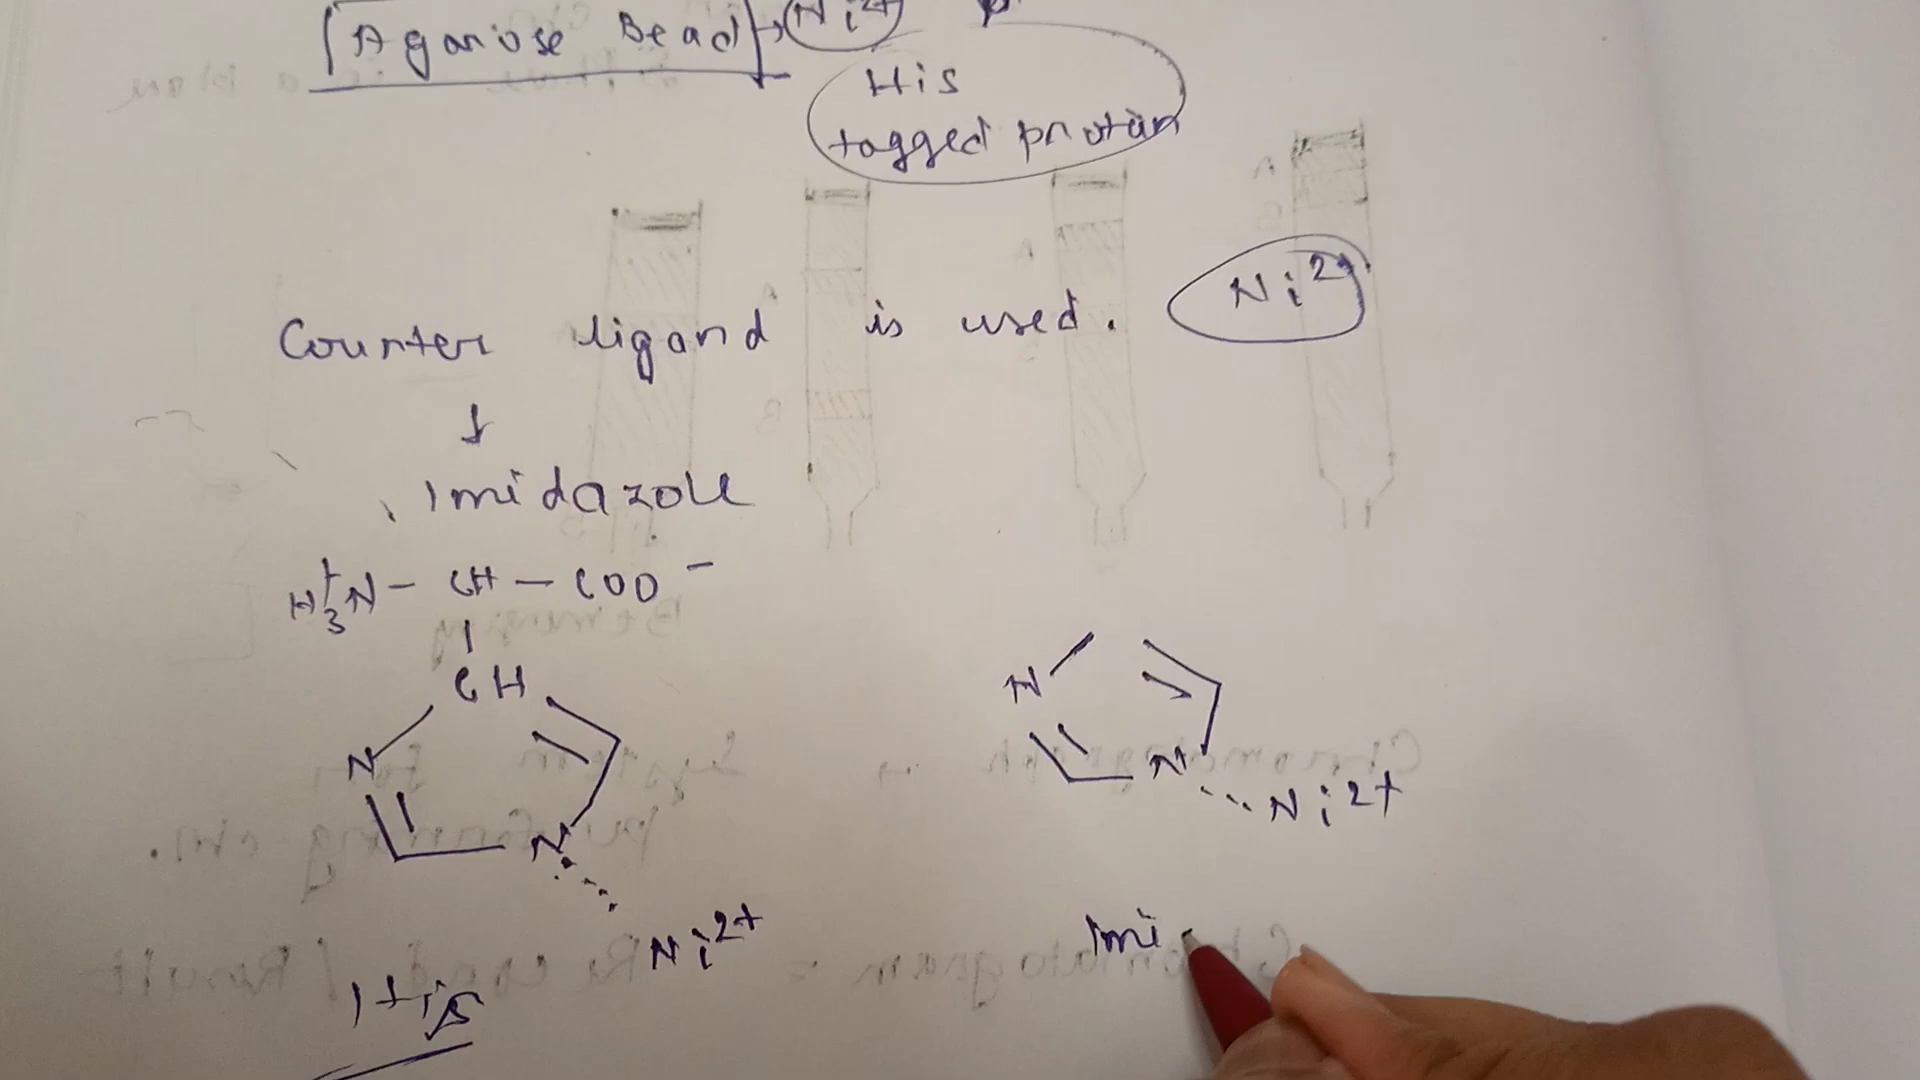 Agarose Bead → Ni2+
His
tagged protein
Counter ligand is used. Ni2+
↓
Imidazole
H3+N - CH - COO-
CH
N
N
Ni2+
His
N
N+
Ni2+
Imi